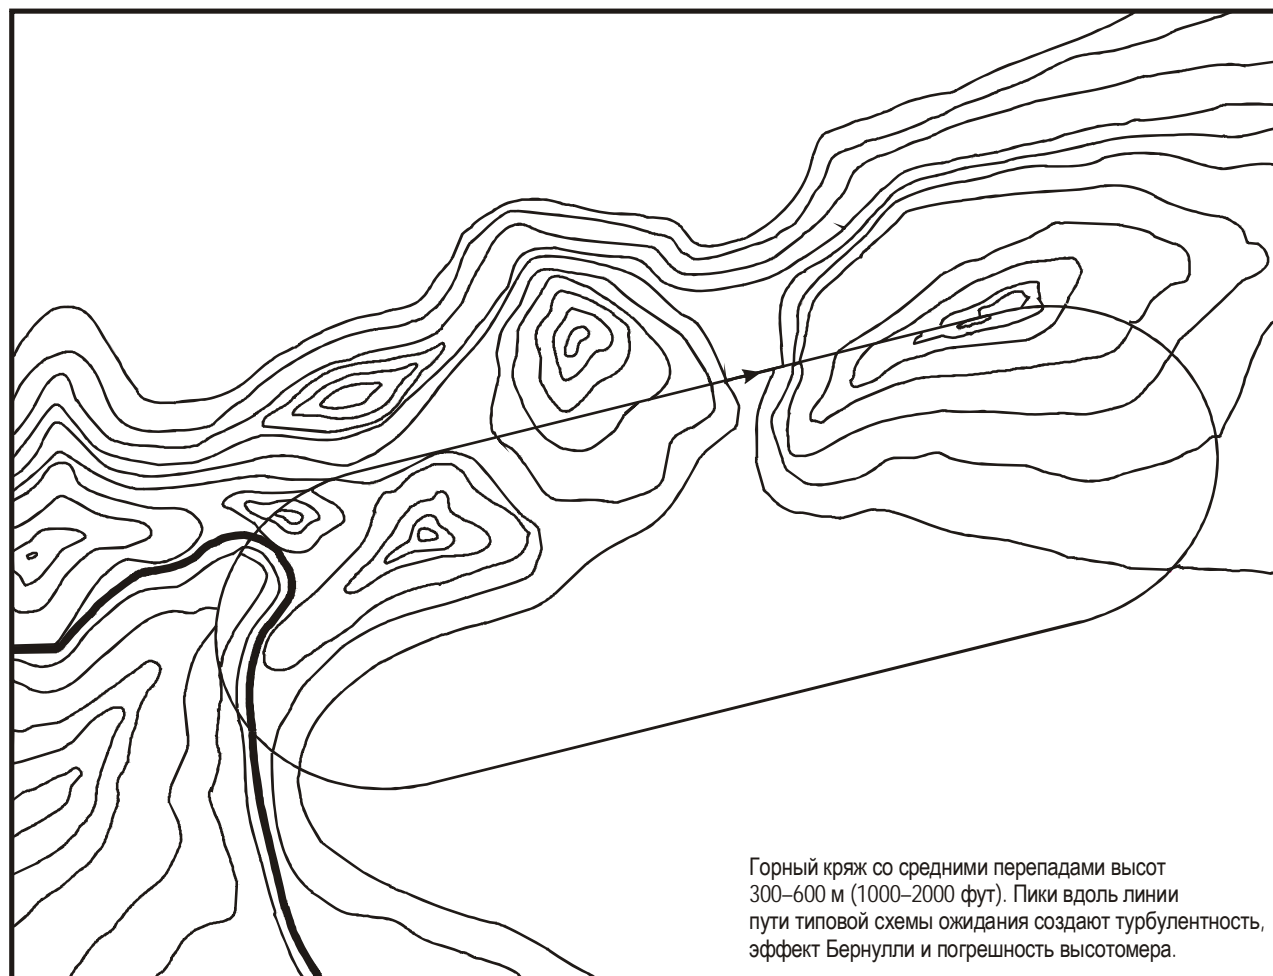 Горный кряж со средними перепадами высот
300–600 м (1000–2000 фут). Пики вдоль линии
пути типовой схемы ожидания создают турбулентность,
эффект Бернулли и погрешность высотомера.